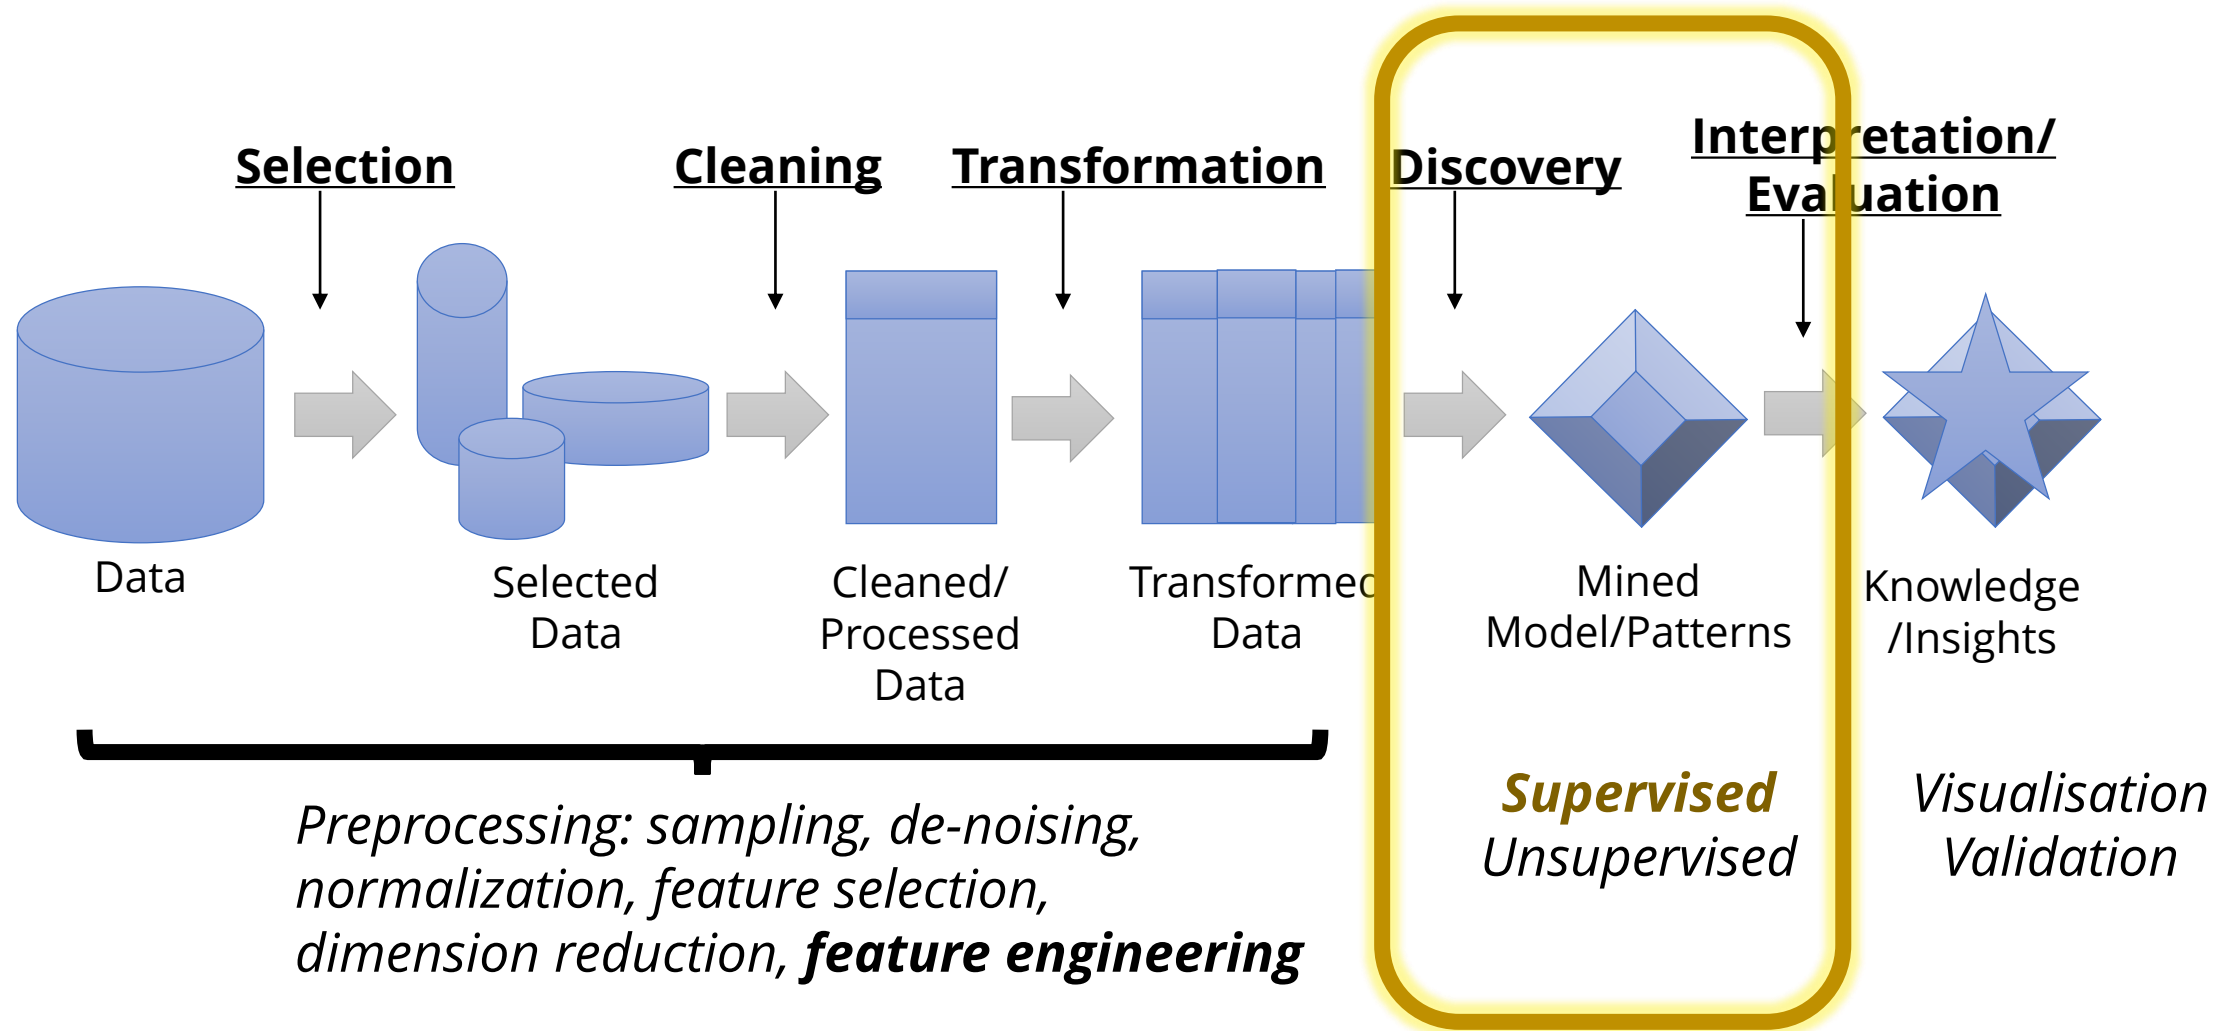 Selection
Cleaning
Transformation
Discovery
Interpretation/
Evaluation
Data
Selected
Data
Cleaned/
Processed
Data
Transformed
Data
Mined
Model/Patterns
Knowledge
/Insights
Preprocessing: sampling, de-noising,
normalization, feature selection,
dimension reduction, feature engineering
Supervised
Unsupervised
Visualisation
Validation